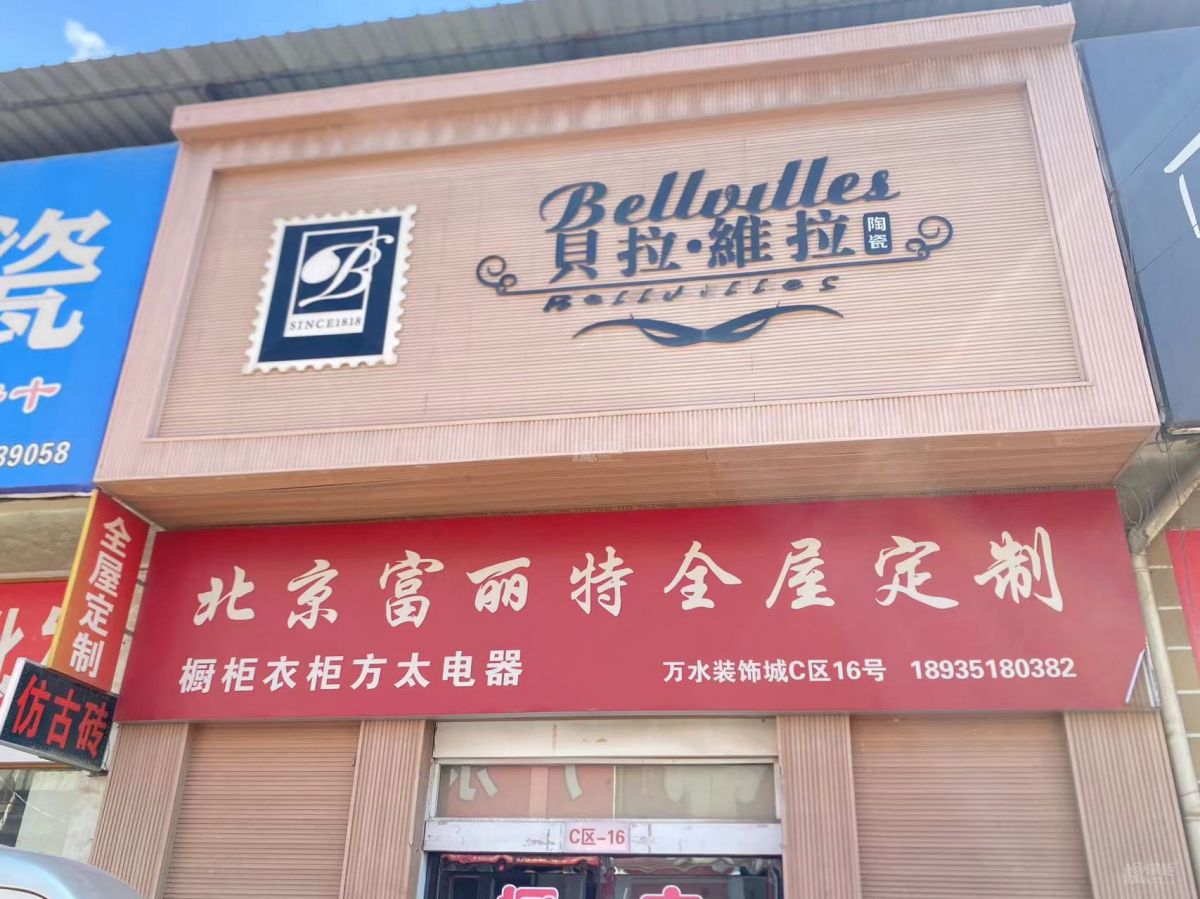 Bellvilles
貝拉·維拉
陶瓷
Bellvilles
B
SINCE1818
瓷
39058
全屋定制
仿古砖
北京富丽特全屋定制
橱柜衣柜方太电器
万水装饰城C区16号 18935180382
C区-16